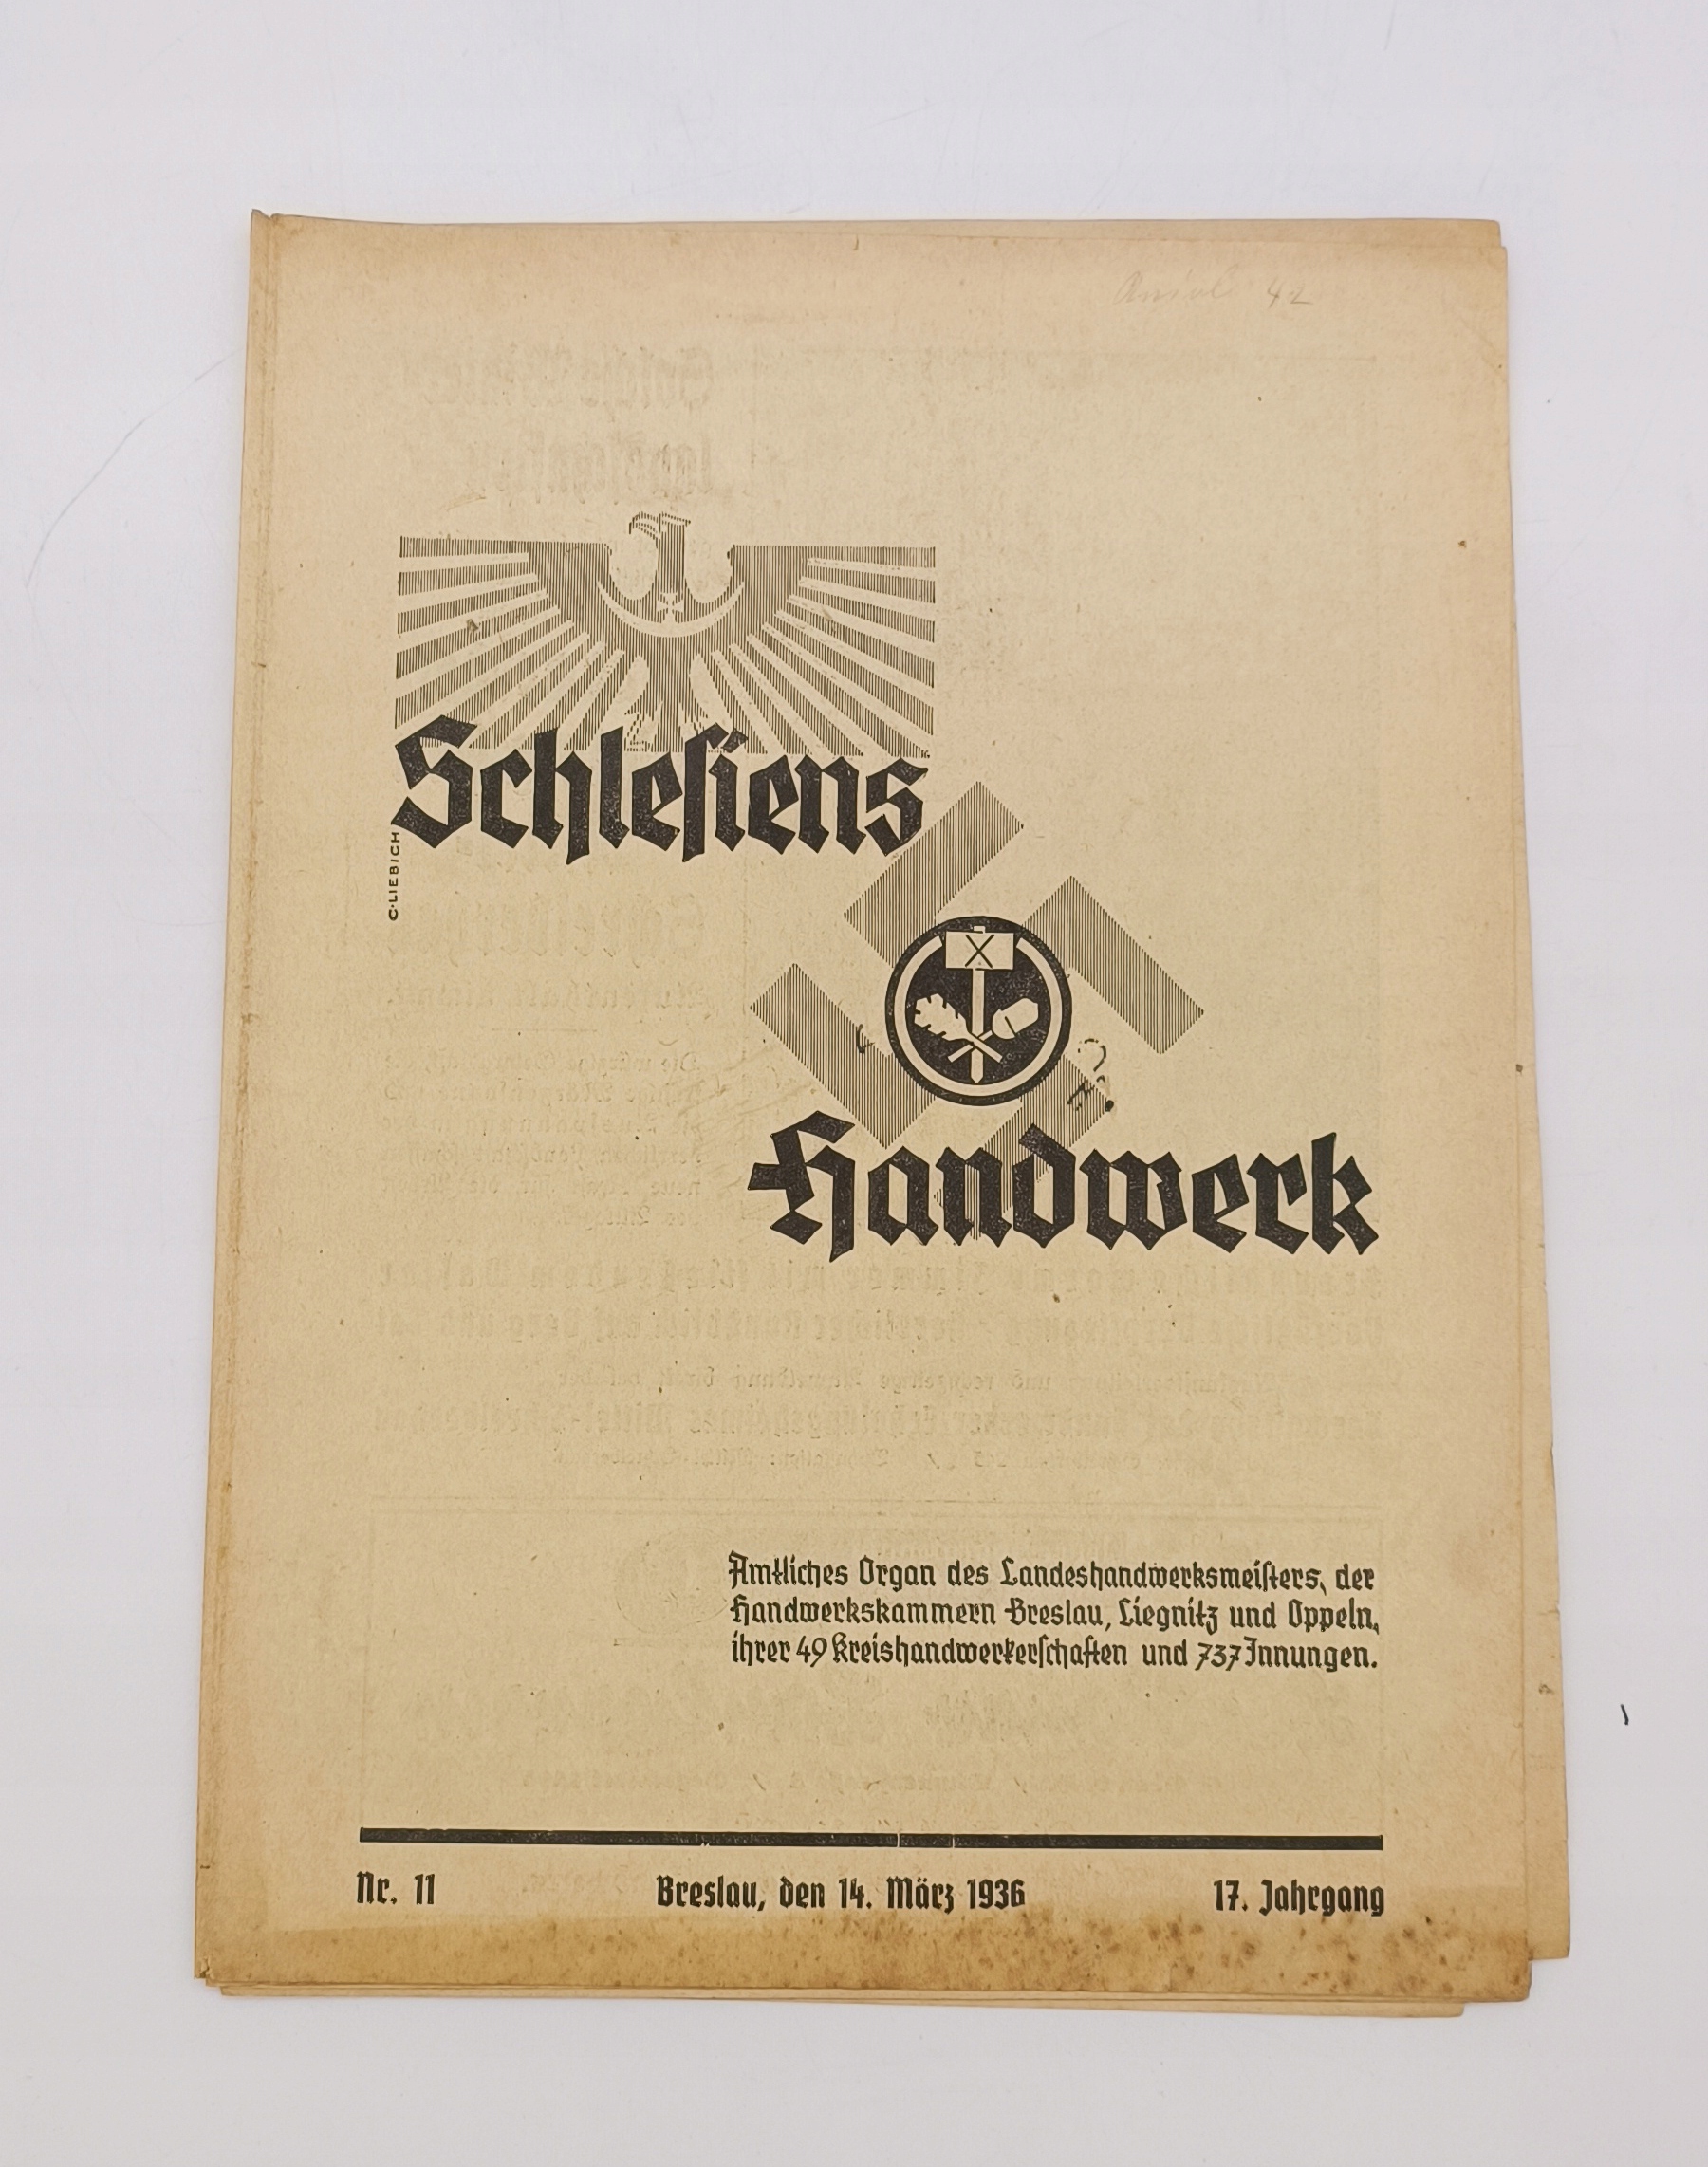 42
Schlesiens
C. LIEBICH
Handwerk
Amtliches Organ des Landeshandwerksmeisters, der
Handwerkskammern Breslau, Liegnitz und Oppeln,
ihrer 49 Kreishandwerkerschaften und 737 Innungen.
Nr. 11 Breslau, den 14. März 1936 17. Jahrgang